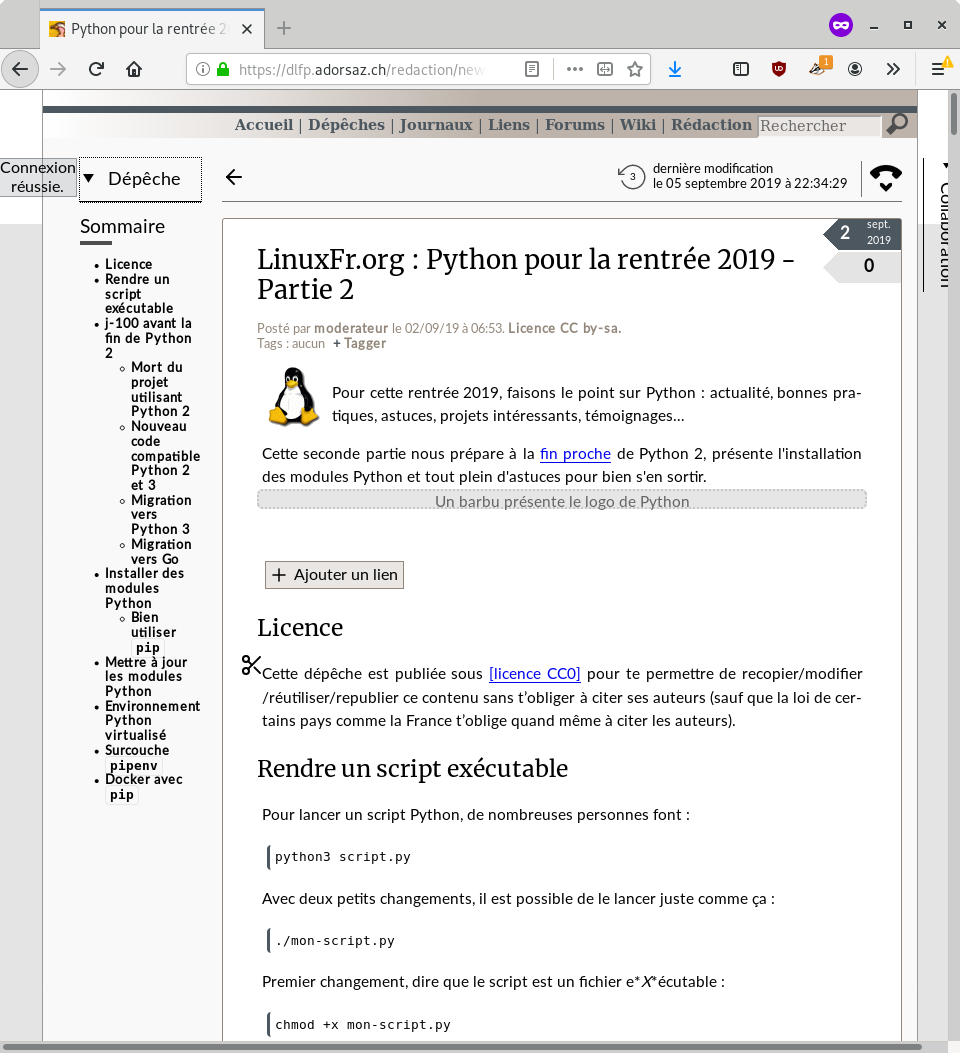 Python pour la rentrée 2
https://dlfp.adorsaz.ch/redaction/new
1
Accueil | Dépêches | Journaux | Liens | Forums | Wiki | Rédaction
Rechercher
Connexion
réussie.
Dépêche
3
dernière modification
le 05 septembre 2019 à 22:34:29
Collaboration
Sommaire
Licence
Rendre un
script
exécutable
j-100 avant la
fin de Python
2
Mort du
projet
utilisant
Python 2
Nouveau
code
compatible
Python 2
et 3
Migration
vers
Python 3
Migration
vers Go
Installer des
modules
Python
Bien
utiliser
pip
Mettre à jour
les modules
Python
Environnement
Python
virtualisé
Surcouche
pipenv
Docker avec
pip
2 sept.
2019
0
LinuxFr.org : Python pour la rentrée 2019 -
Partie 2
Posté par moderateur le 02/09/19 à 06:53. Licence CC by-sa.
Tags : aucun + Tagger
Pour cette rentrée 2019, faisons le point sur Python : actualité, bonnes pra-
tiques, astuces, projets intéressants, témoignages…
Cette seconde partie nous prépare à la fin proche de Python 2, présente l'installation
des modules Python et tout plein d'astuces pour bien s'en sortir.
Un barbu présente le logo de Python
+ Ajouter un lien
Licence
Cette dépêche est publiée sous [licence CC0] pour te permettre de recopier/modifier
/réutiliser/republier ce contenu sans t’obliger à citer ses auteurs (sauf que la loi de cer-
tains pays comme la France t’oblige quand même à citer les auteurs).
Rendre un script exécutable
Pour lancer un script Python, de nombreuses personnes font :
python3 script.py
Avec deux petits changements, il est possible de le lancer juste comme ça :
./mon-script.py
Premier changement, dire que le script est un fichier e*X*écutable :
chmod +x mon-script.py